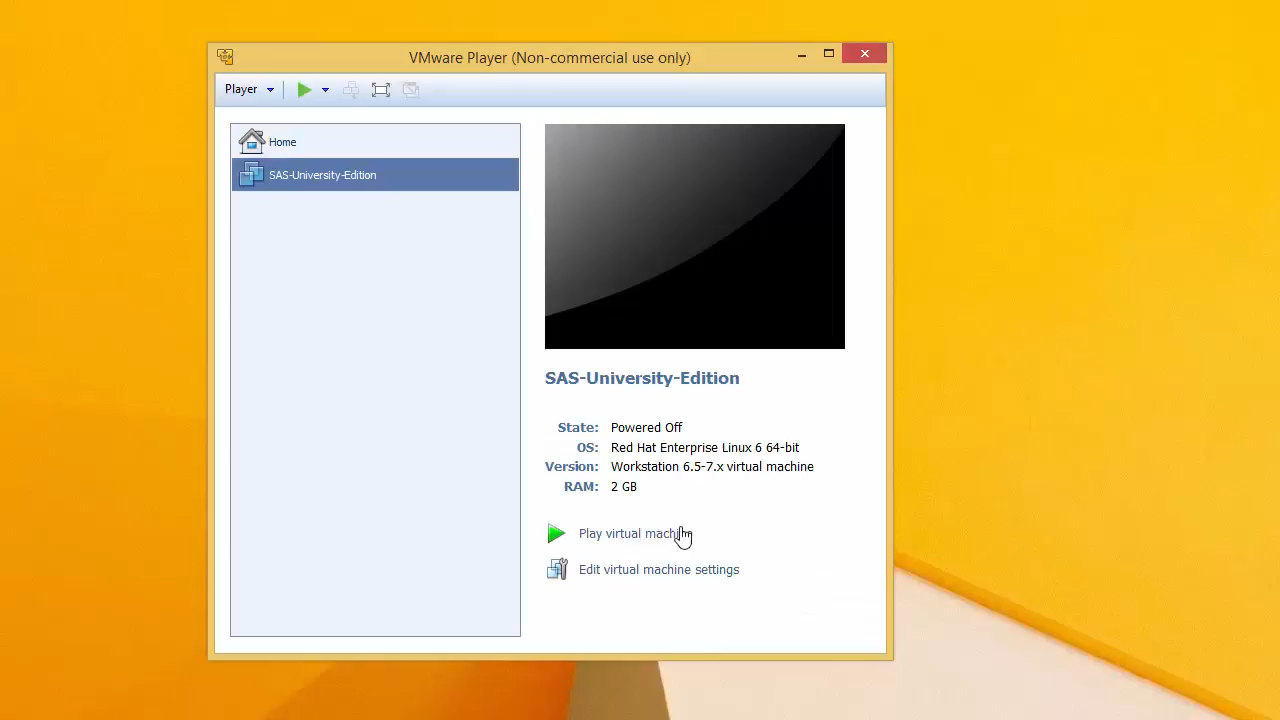 VMware Player (Non-commercial use only)
Player
Home
SAS-University-Edition
SAS-University-Edition
State: Powered Off
OS: Red Hat Enterprise Linux 6 64-bit
Version: Workstation 6.5-7.x virtual machine
RAM: 2 GB
Play virtual machine
Edit virtual machine settings